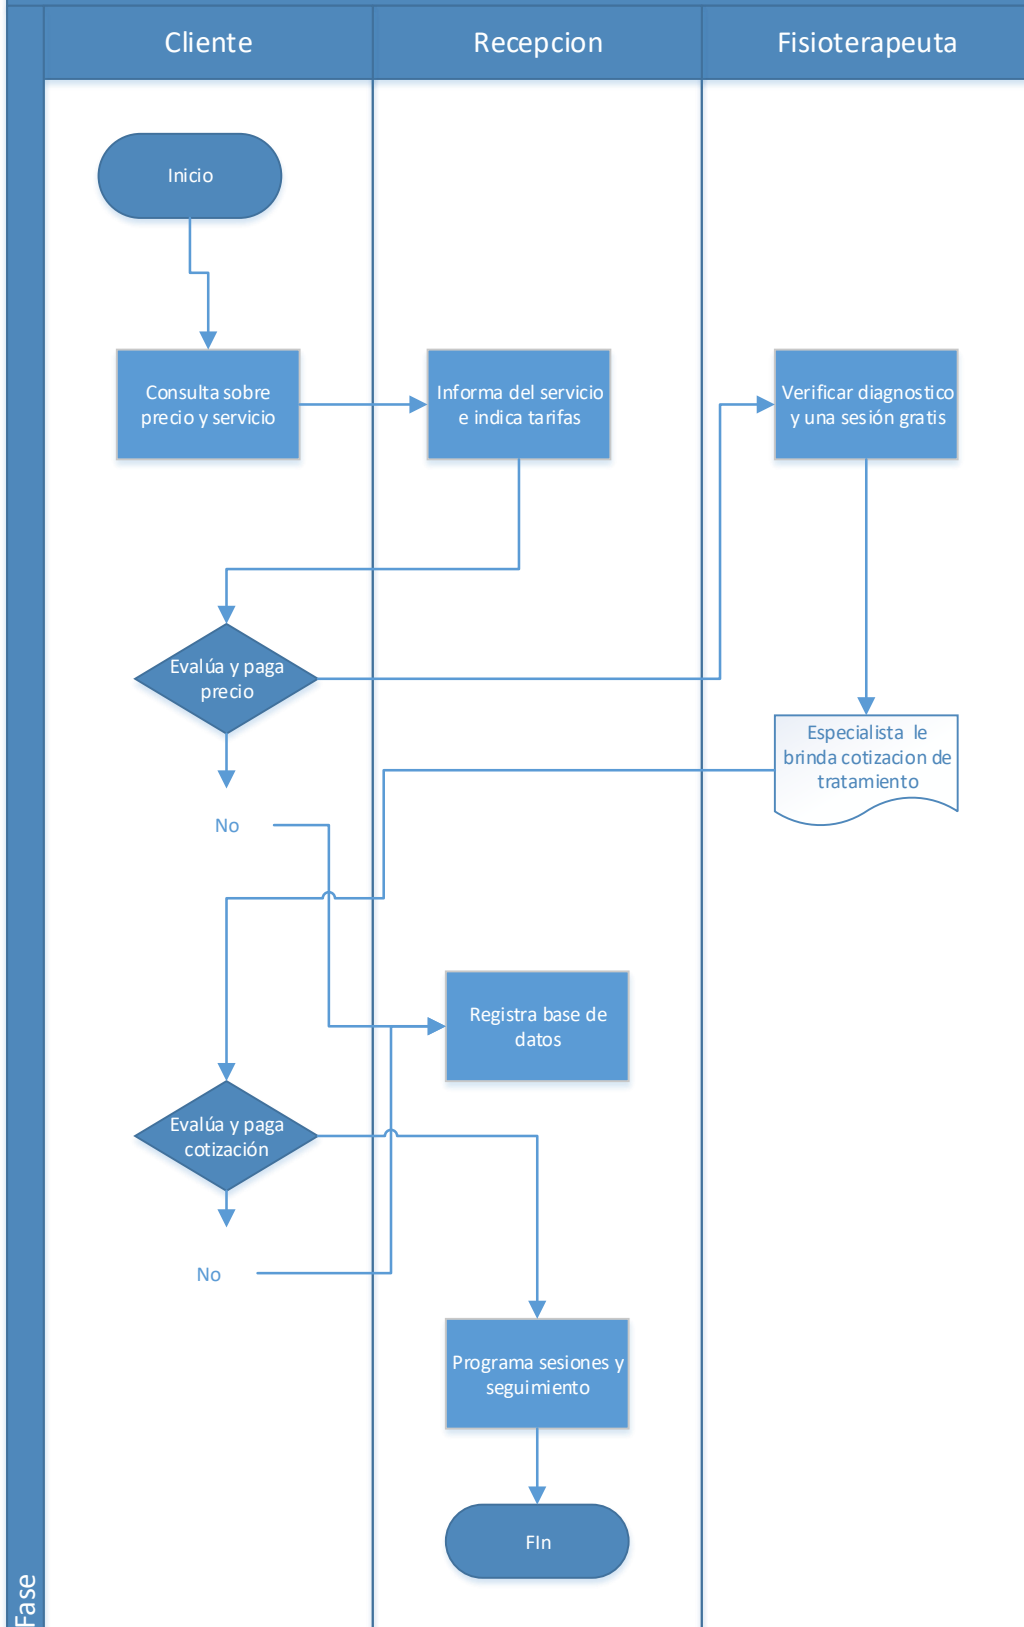 Cliente
Recepcion
Fisioterapeuta
Inicio
Consulta sobre
precio y servicio
Informa del servicio
e indica tarifas
Verificar diagnostico
y una sesión gratis
Evalúa y paga
precio
Especialista le
brinda cotizacion de
tratamiento
No
Registra base de
datos
Evalúa y paga
cotización
No
Programa sesiones y
seguimiento
FIn
Fase